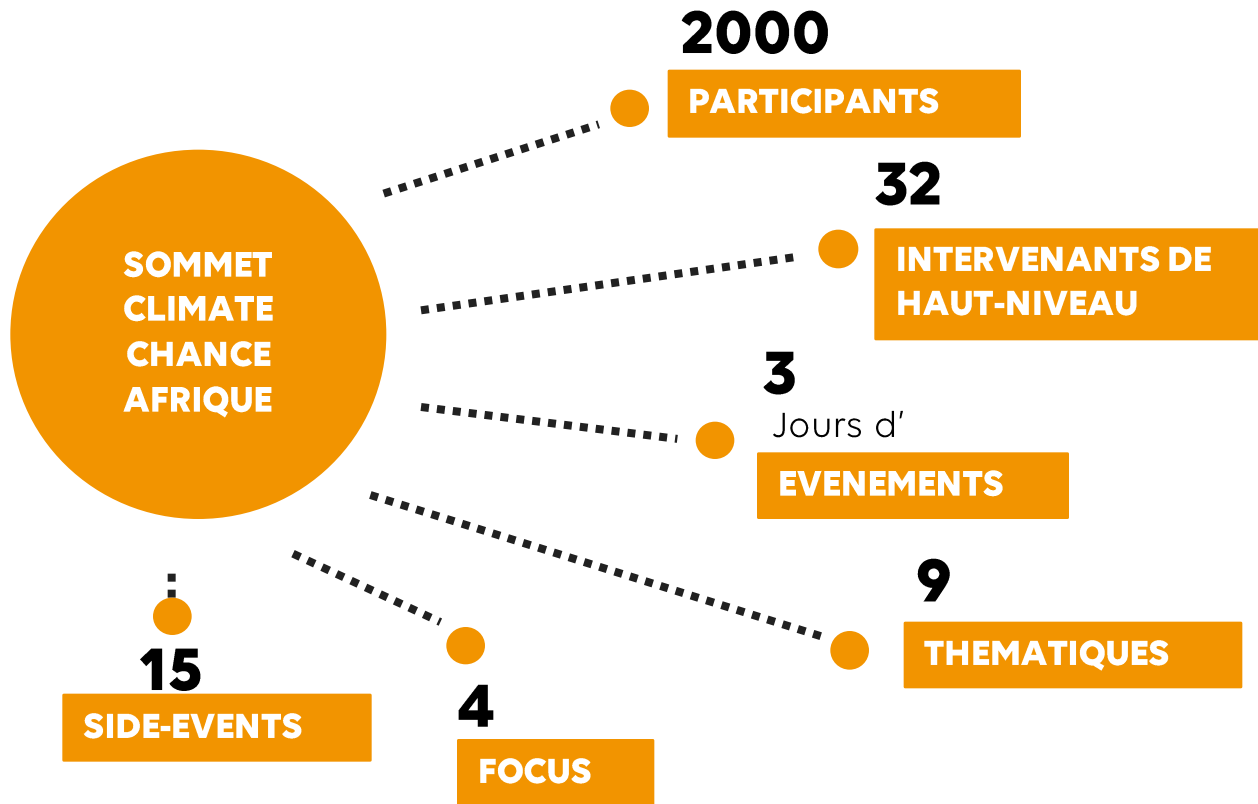 SOMMET
CLIMATE
CHANCE
AFRIQUE
2000
PARTICIPANTS
32
INTERVENANTS DE
HAUT-NIVEAU
3
Jours d'
EVENEMENTS
9
THEMATIQUES
4
FOCUS
15
SIDE-EVENTS